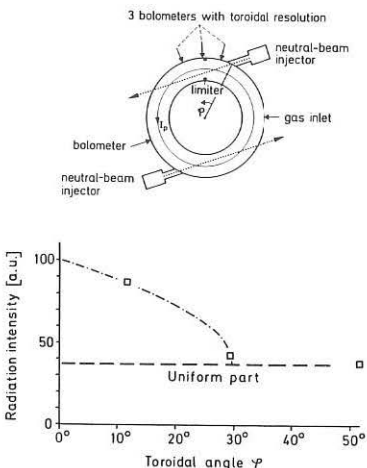 3 bolometers with toroidal resolution
neutral-beam
injector
limiter
φ
I_p
gas inlet
bolometer
neutral-beam
injector
Radiation intensity [a.u.]
100
50
0
Uniform part
0° 10° 20° 30° 40° 50°
Toroidal angle φ